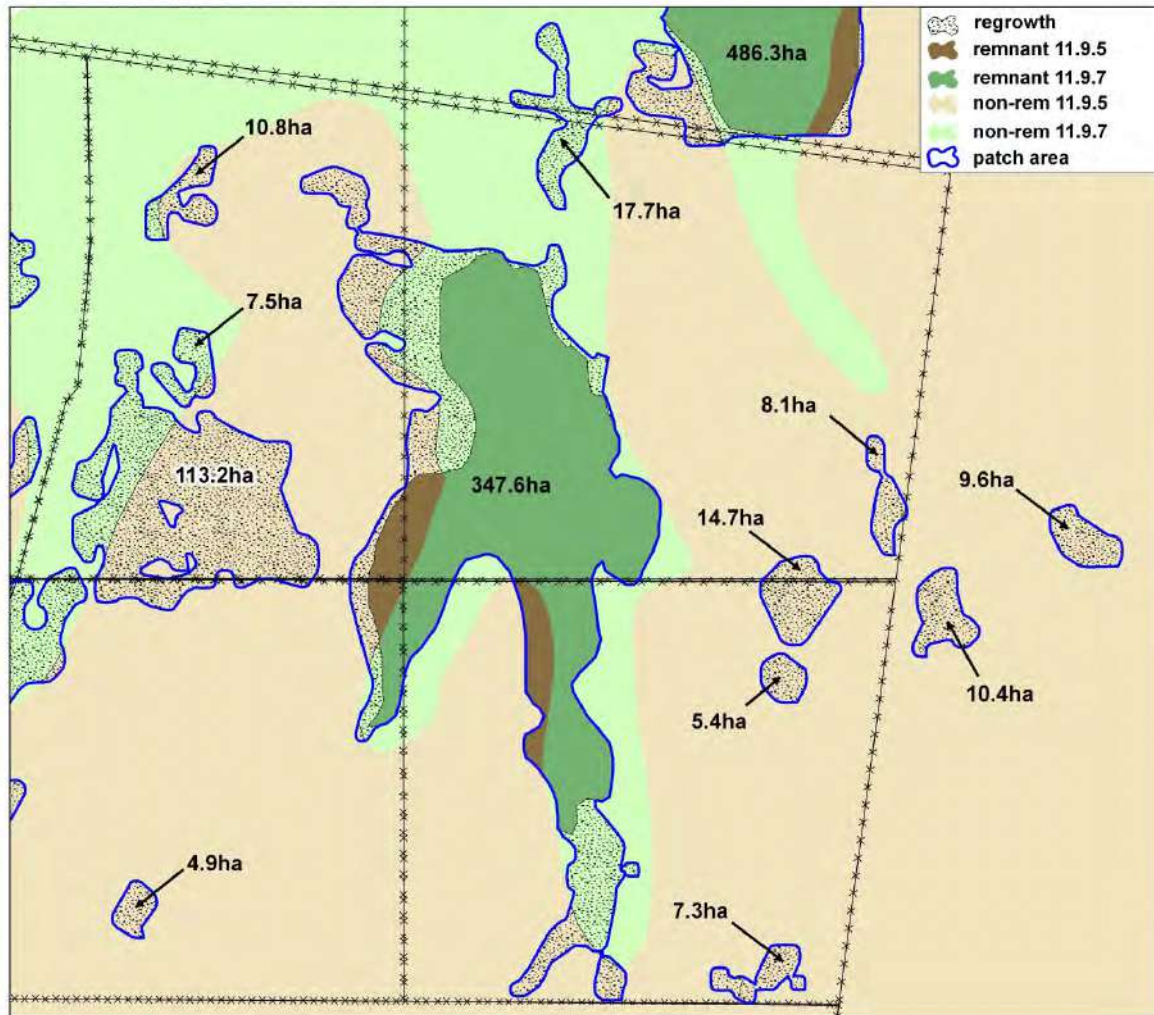 regrowth
remnant 11.9.5
remnant 11.9.7
non-rem 11.9.5
non-rem 11.9.7
patch area
486.3ha
10.8ha
17.7ha
7.5ha
8.1ha
113.2ha
347.6ha
9.6ha
14.7ha
10.4ha
5.4ha
4.9ha
7.3ha